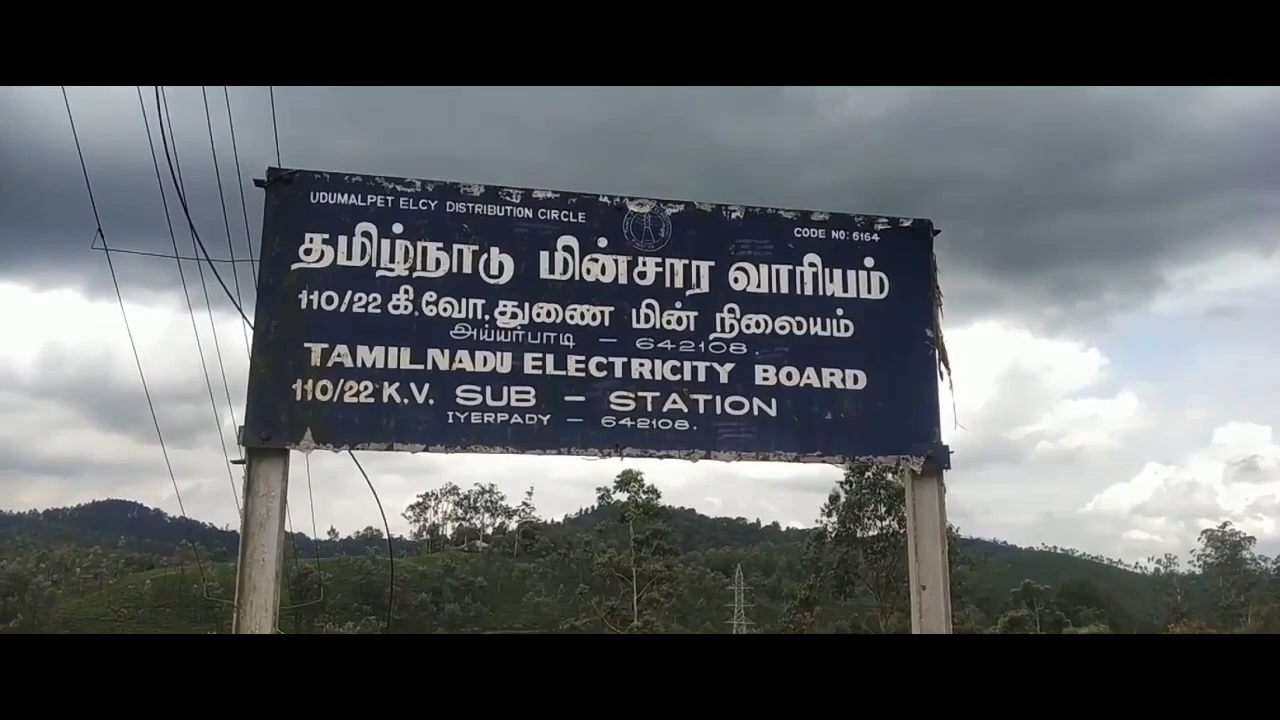 UDUMALPET ELCY DISTRIBUTION CIRCLE
CODE NO: 6164
தமிழ்நாடு மின்சார வாரியம்
110/22 கி.வோ.துணை மின் நிலையம்
அய்யர்பாடி - 642108.
TAMILNADU ELECTRICITY BOARD
110/22 K.V. SUB - STATION
IYERPADY - 642108.